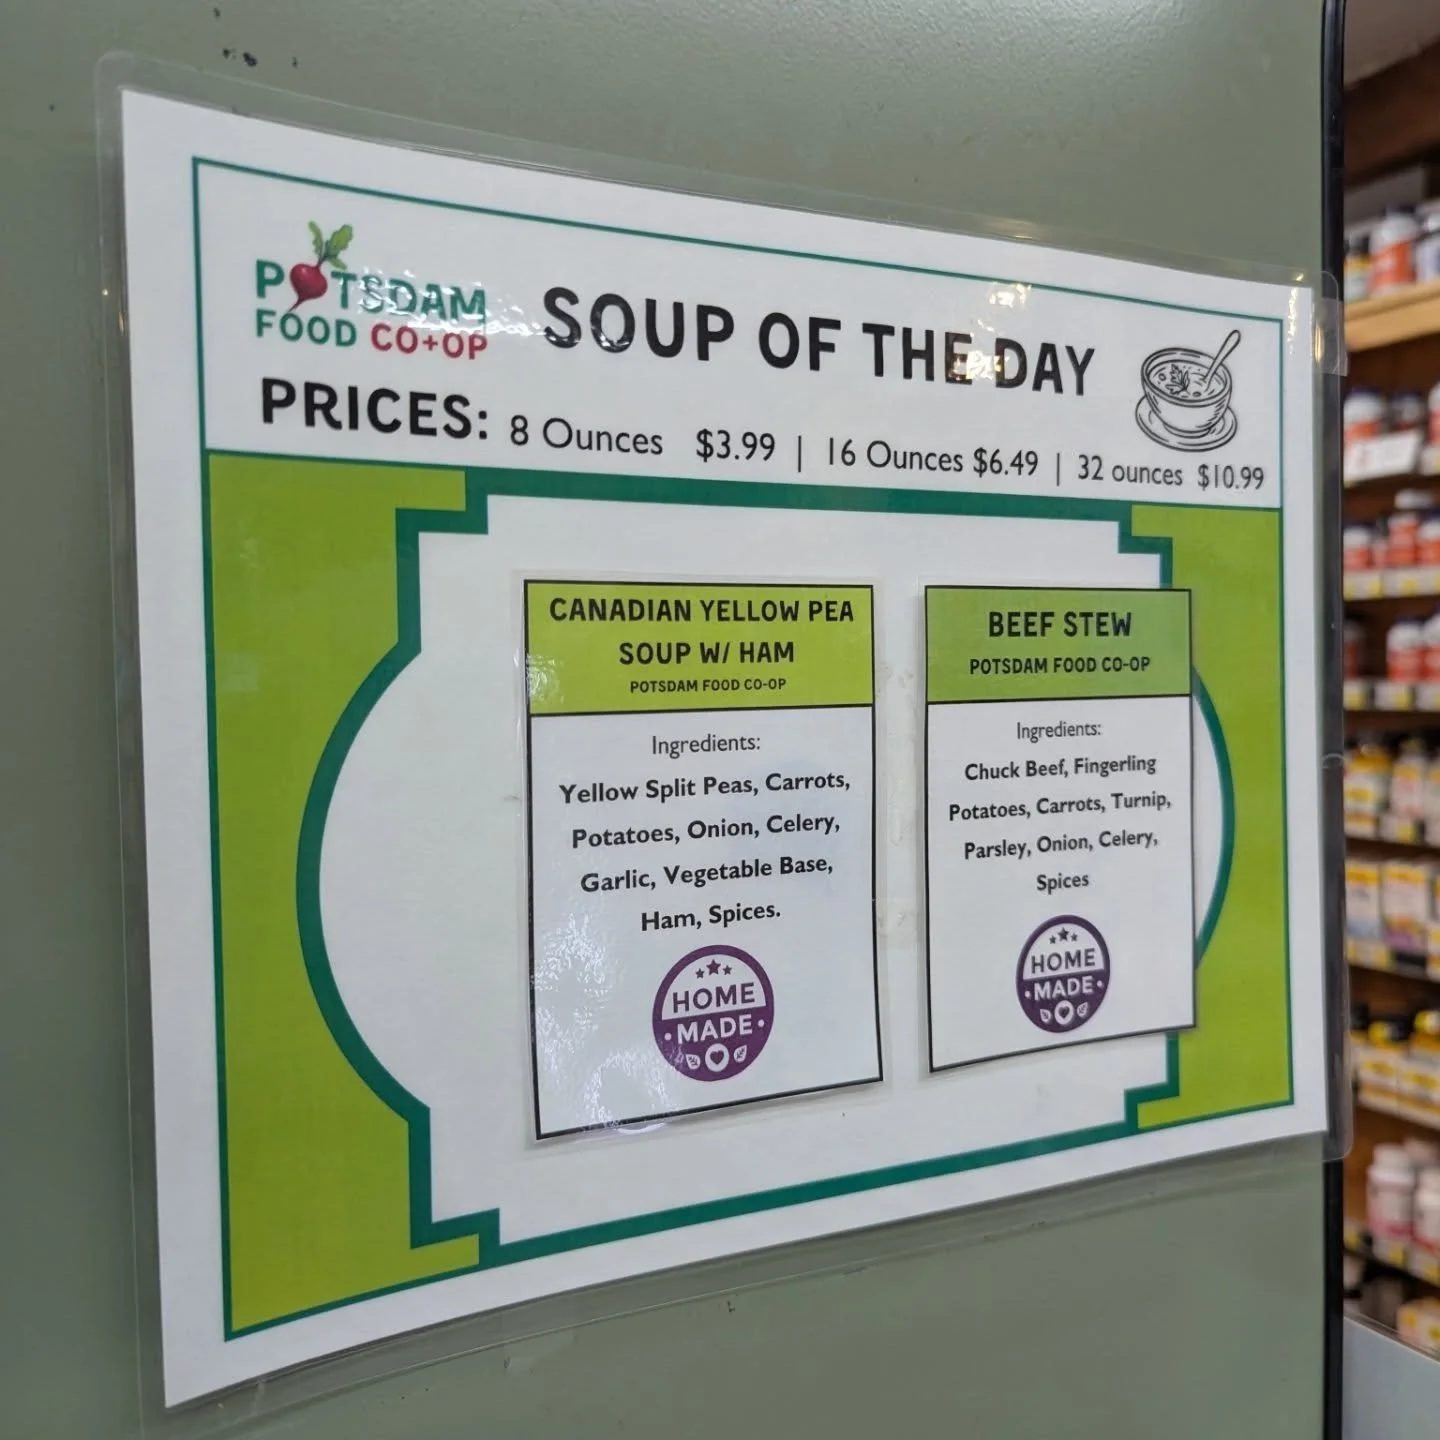 POTSDAM
FOOD CO+OP
SOUP OF THE DAY
PRICES: 8 Ounces $3.99 | 16 Ounces $6.49 | 32 ounces $10.99
CANADIAN YELLOW PEA
SOUP W/ HAM
POTSDAM FOOD CO-OP
Ingredients:
Yellow Split Peas, Carrots,
Potatoes, Onion, Celery,
Garlic, Vegetable Base,
Ham, Spices.
HOME
MADE
BEEF STEW
POTSDAM FOOD CO-OP
Ingredients:
Chuck Beef, Fingerling
Potatoes, Carrots, Turnip,
Parsley, Onion, Celery,
Spices
HOME
MADE